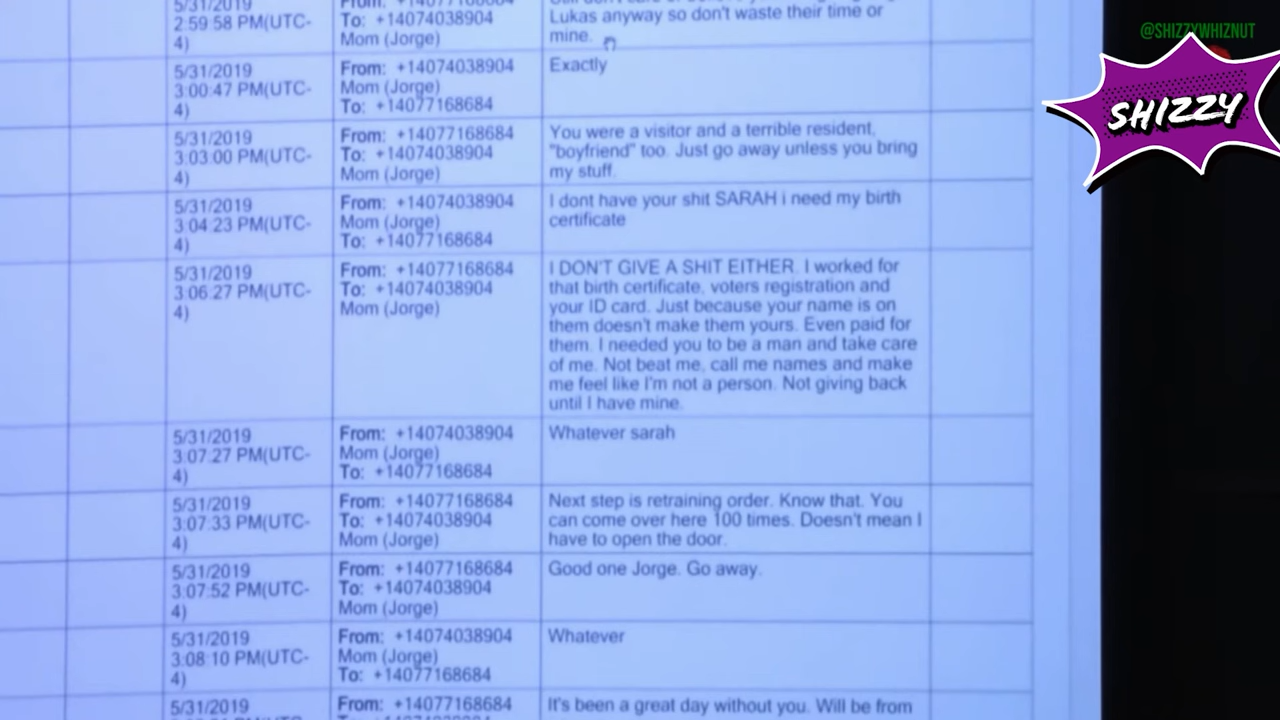 @SHIZZYWHIZNUT
SHIZZY
5/31/2019
2:59:58 PM(UTC-
4)
To: +14074038904
Mom (Jorge)
Lukas anyway so don't waste their time or
mine.
5/31/2019
3:00:47 PM(UTC-
4)
From: +14074038904
Mom (Jorge)
To: +14077168684
Exactly
5/31/2019
3:03:00 PM(UTC-
4)
From: +14077168684
To: +14074038904
Mom (Jorge)
You were a visitor and a terrible resident,
"boyfriend" too. Just go away unless you bring
my stuff.
5/31/2019
3:04:23 PM(UTC-
4)
From: +14074038904
Mom (Jorge)
To: +14077168684
I dont have your shit SARAH i need my birth
certificate
5/31/2019
3:06:27 PM(UTC-
4)
From: +14077168684
To: +14074038904
Mom (Jorge)
I DON'T GIVE A SHIT EITHER. I worked for
that birth certificate, voters registration and
your ID card. Just because your name is on
them doesn't make them yours. Even paid for
them. I needed you to be a man and take care
of me. Not beat me, call me names and make
me feel like I'm not a person. Not giving back
until I have mine.
5/31/2019
3:07:27 PM(UTC-
4)
From: +14074038904
Mom (Jorge)
To: +14077168684
Whatever sarah
5/31/2019
3:07:33 PM(UTC-
4)
From: +14077168684
To: +14074038904
Mom (Jorge)
Next step is retraining order. Know that. You
can come over here 100 times. Doesn't mean I
have to open the door.
5/31/2019
3:07:52 PM(UTC-
4)
From: +14077168684
To: +14074038904
Mom (Jorge)
Good one Jorge. Go away.
5/31/2019
3:08:10 PM(UTC-
4)
From: +14074038904
Mom (Jorge)
To: +14077168684
Whatever
5/31/2019
From: +14077168684
It's been a great day without you. Will be from